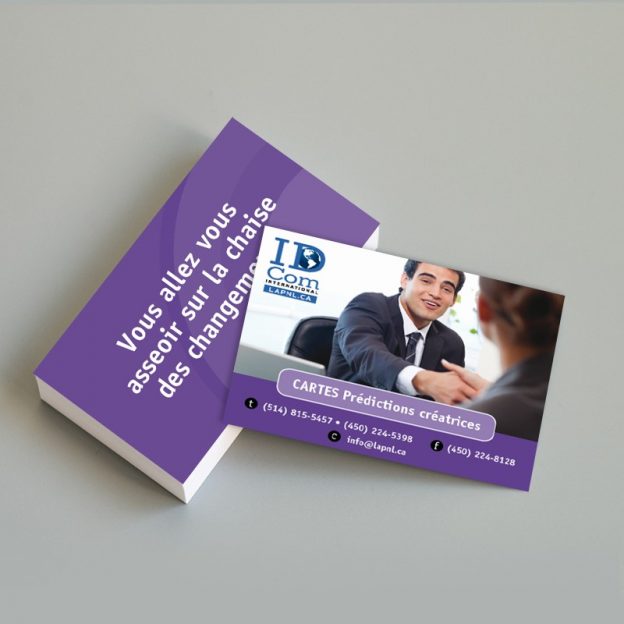 Vous allez vous
asseoir sur la chaise
des changeme
ID
Com
INTERNATIONAL
LAPNL.CA
CARTES Prédictions créatrices
t (514) 815-5457 • (450) 224-5398
c info@lapnl.ca
f (450) 224-8128